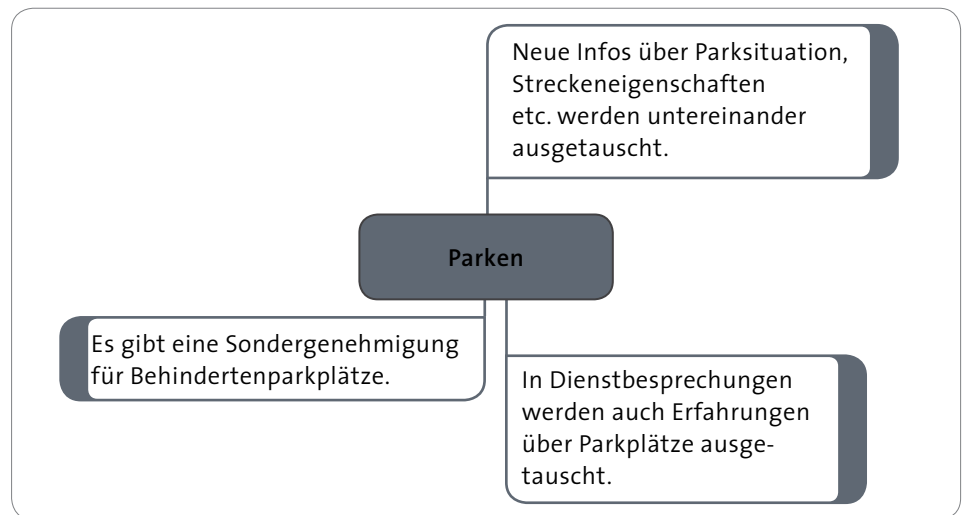 Neue Infos über Parksituation,
Streckeneigenschaften
etc. werden untereinander
ausgetauscht.
Parken
Es gibt eine Sondergenehmigung
für Behindertenparkplätze.
In Dienstbesprechungen
werden auch Erfahrungen
über Parkplätze ausge-
tauscht.